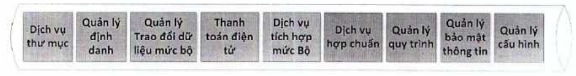 Dịch vụ
thư mục
Quản lý
định
danh
Quản lý
Trao đổi dữ
liệu mức bộ
Thanh
toán điện
tử
Dịch vụ
tích hợp
mức Bộ
Dịch vụ
hợp chuẩn
Quản lý
quy trình
Quản lý
bảo mật
thông tin
Quản lý
cấu hình